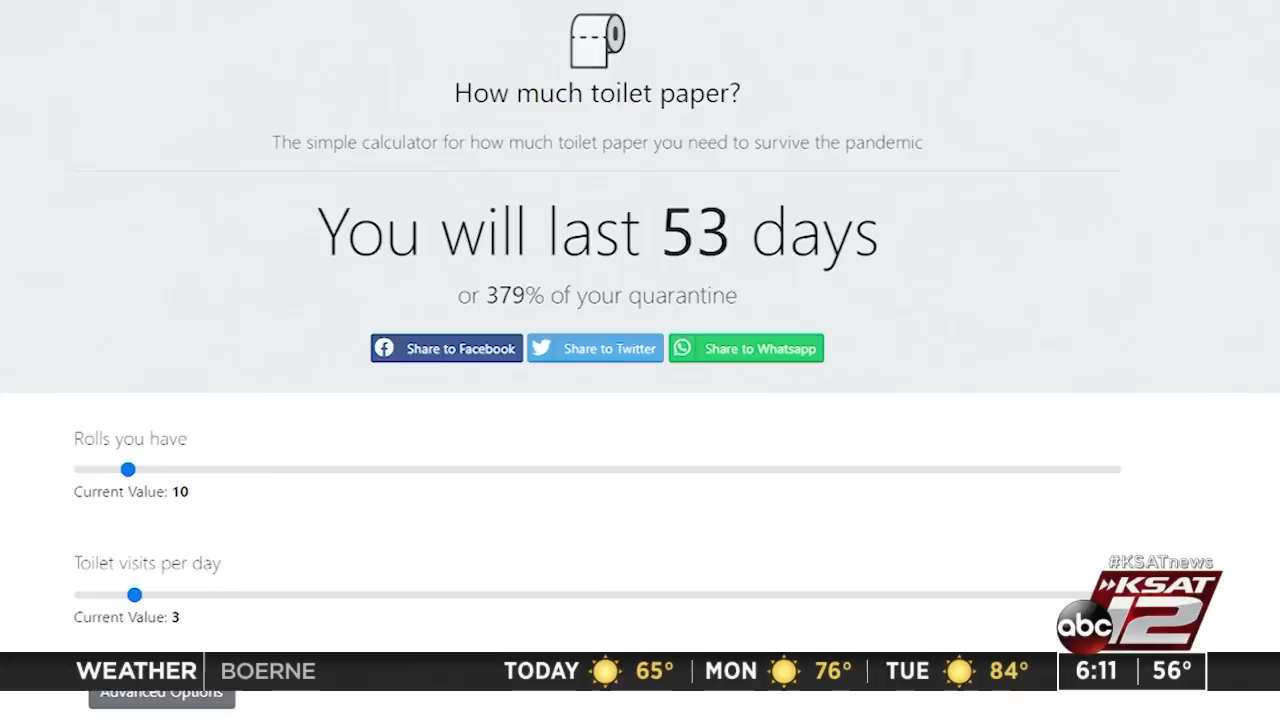 How much toilet paper?
The simple calculator for how much toilet paper you need to survive the pandemic
You will last 53 days
or 379% of your quarantine
Share to Facebook Share to Twitter Share to Whatsapp
Rolls you have
Current Value: 10
Toilet visits per day
Current Value: 3
#KSATnews
KSAT
abc 12
WEATHER BOERNE TODAY 65° MON 76° TUE 84° 6:11 56°
Advanced Options